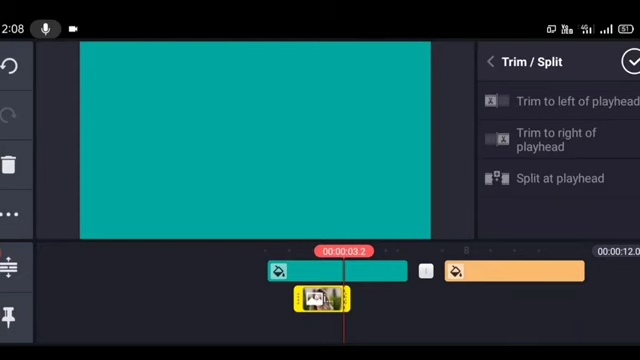 2:08
51
Trim / Split
Trim to left of playhead
Trim to right of
playhead
Split at playhead
00:00:03.2
00:00:12.0